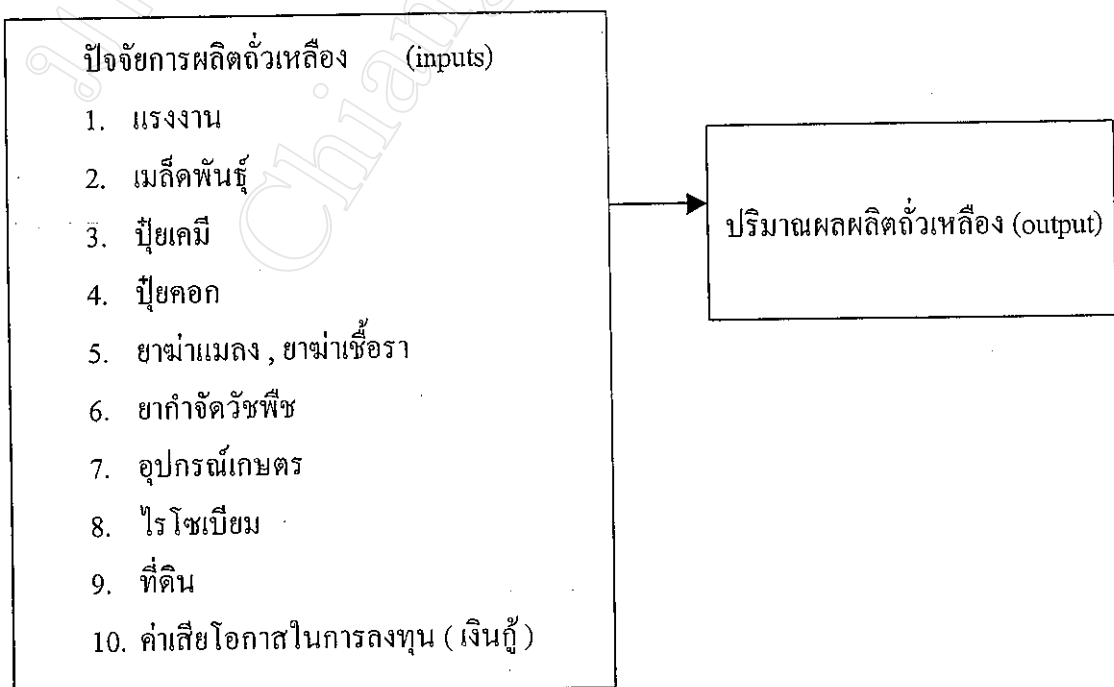 ปัจจัยการผลิตถั่วเหลือง (inputs)
1. แรงงาน
2. เมล็ดพันธุ์
3. ปุ๋ยเคมี
4. ปุ๋ยคอก
5. ยาฆ่าแมลง , ยาฆ่าเชื้อรา
6. ยากำจัดวัชพืช
7. อุปกรณ์เกษตร
8. ไรโซเบียม
9. ที่ดิน
10. ค่าเสียโอกาสในการลงทุน ( เงินกู้ )
ปริมาณผลผลิตถั่วเหลือง (output)
Chian